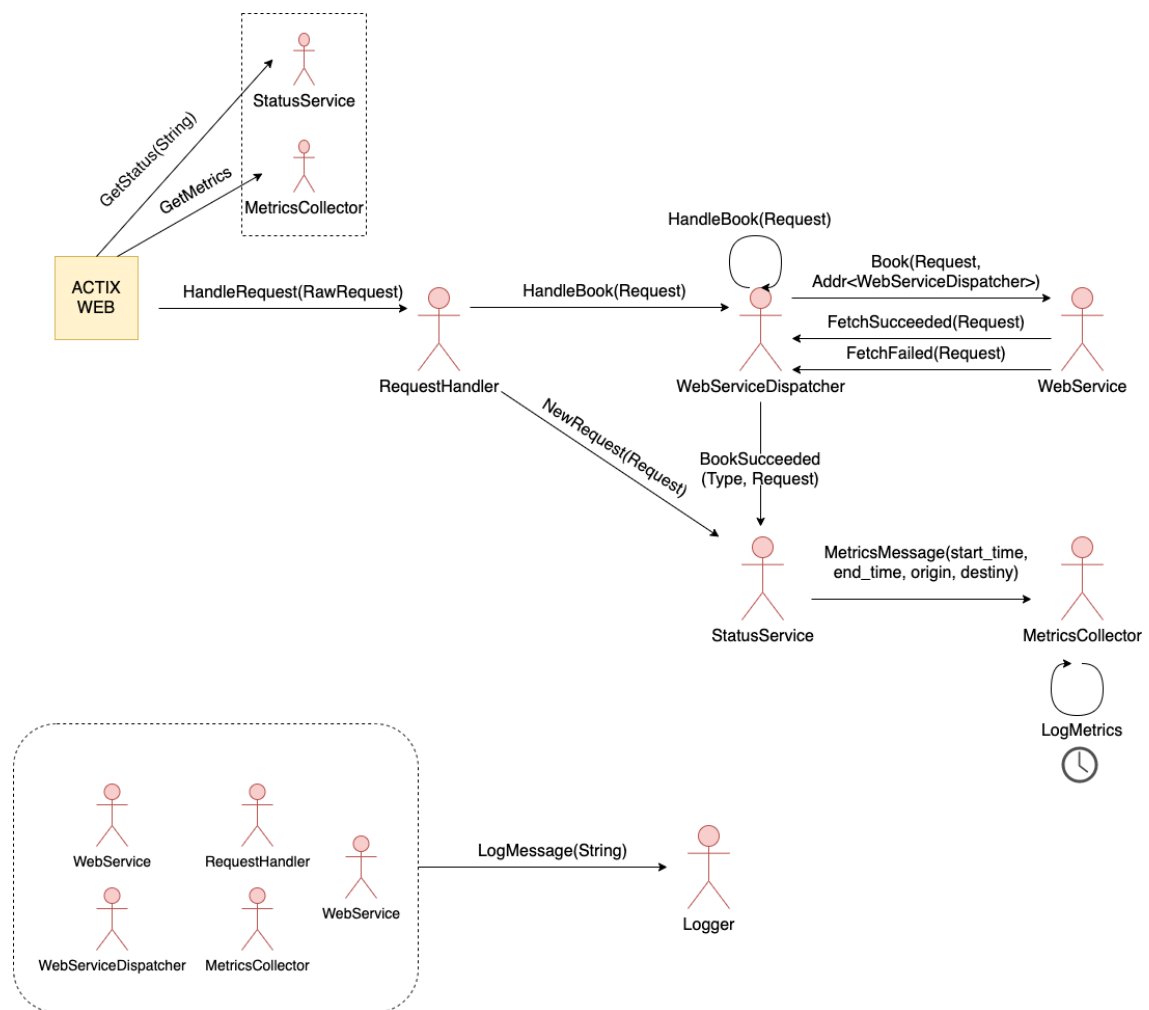 StatusService
GetStatus(String)
GetMetrics
MetricsCollector
HandleBook(Request)
ACTIX
WEB
HandleRequest(RawRequest)
HandleBook(Request)
Book(Request,
Addr<WebServiceDispatcher>)
FetchSucceeded(Request)
FetchFailed(Request)
RequestHandler
WebServiceDispatcher
WebService
NewRequest(Request)
BookSucceeded
(Type, Request)
MetricsMessage(start_time,
end_time, origin, destiny)
StatusService
MetricsCollector
LogMetrics
WebService
RequestHandler
WebService
WebServiceDispatcher
MetricsCollector
LogMessage(String)
Logger